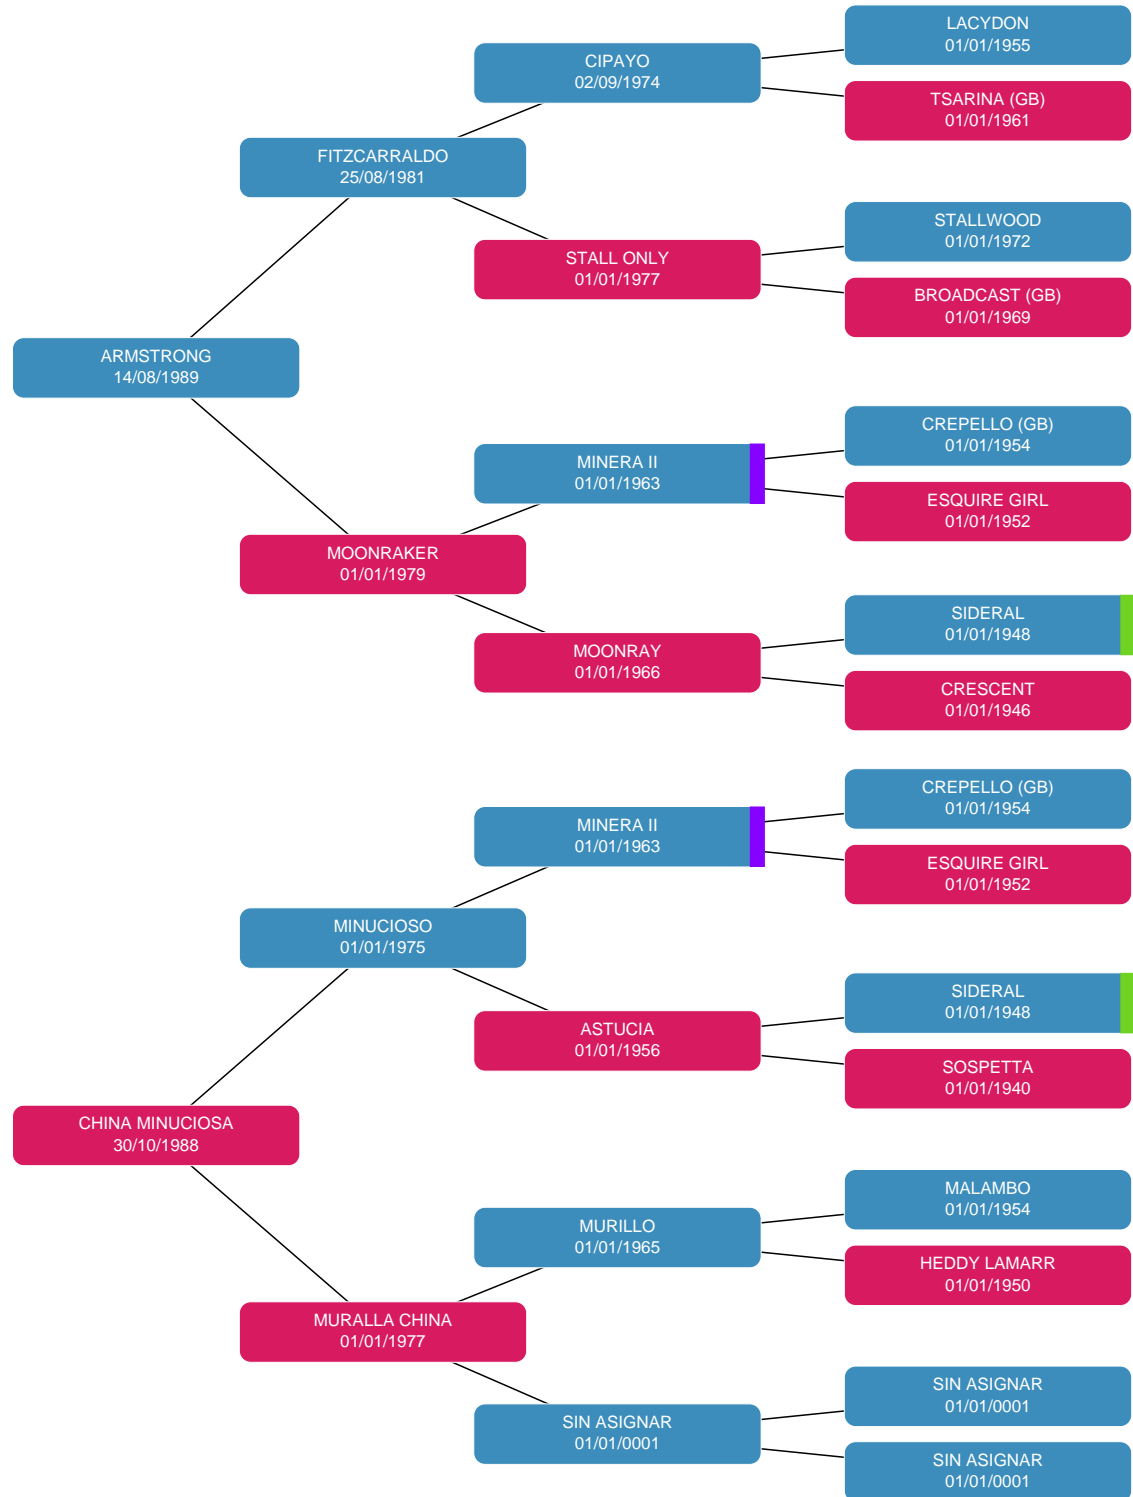 LACYDON
01/01/1955
CIPAYO
02/09/1974
TSARINA (GB)
01/01/1961
FITZCARRALDO
25/08/1981
STALLWOOD
01/01/1972
STALL ONLY
01/01/1977
BROADCAST (GB)
01/01/1969
ARMSTRONG
14/08/1989
CREPELLO (GB)
01/01/1954
MINERA II
01/01/1963
ESQUIRE GIRL
01/01/1952
MOONRAKER
01/01/1979
SIDERAL
01/01/1948
MOONRAY
01/01/1966
CRESCENT
01/01/1946
CREPELLO (GB)
01/01/1954
MINERA II
01/01/1963
ESQUIRE GIRL
01/01/1952
MINUCIOSO
01/01/1975
SIDERAL
01/01/1948
ASTUCIA
01/01/1956
SOSPETTA
01/01/1940
CHINA MINUCIOSA
30/10/1988
MALAMBO
01/01/1954
MURILLO
01/01/1965
HEDDY LAMARR
01/01/1950
MURALLA CHINA
01/01/1977
SIN ASIGNAR
01/01/0001
SIN ASIGNAR
01/01/0001
SIN ASIGNAR
01/01/0001